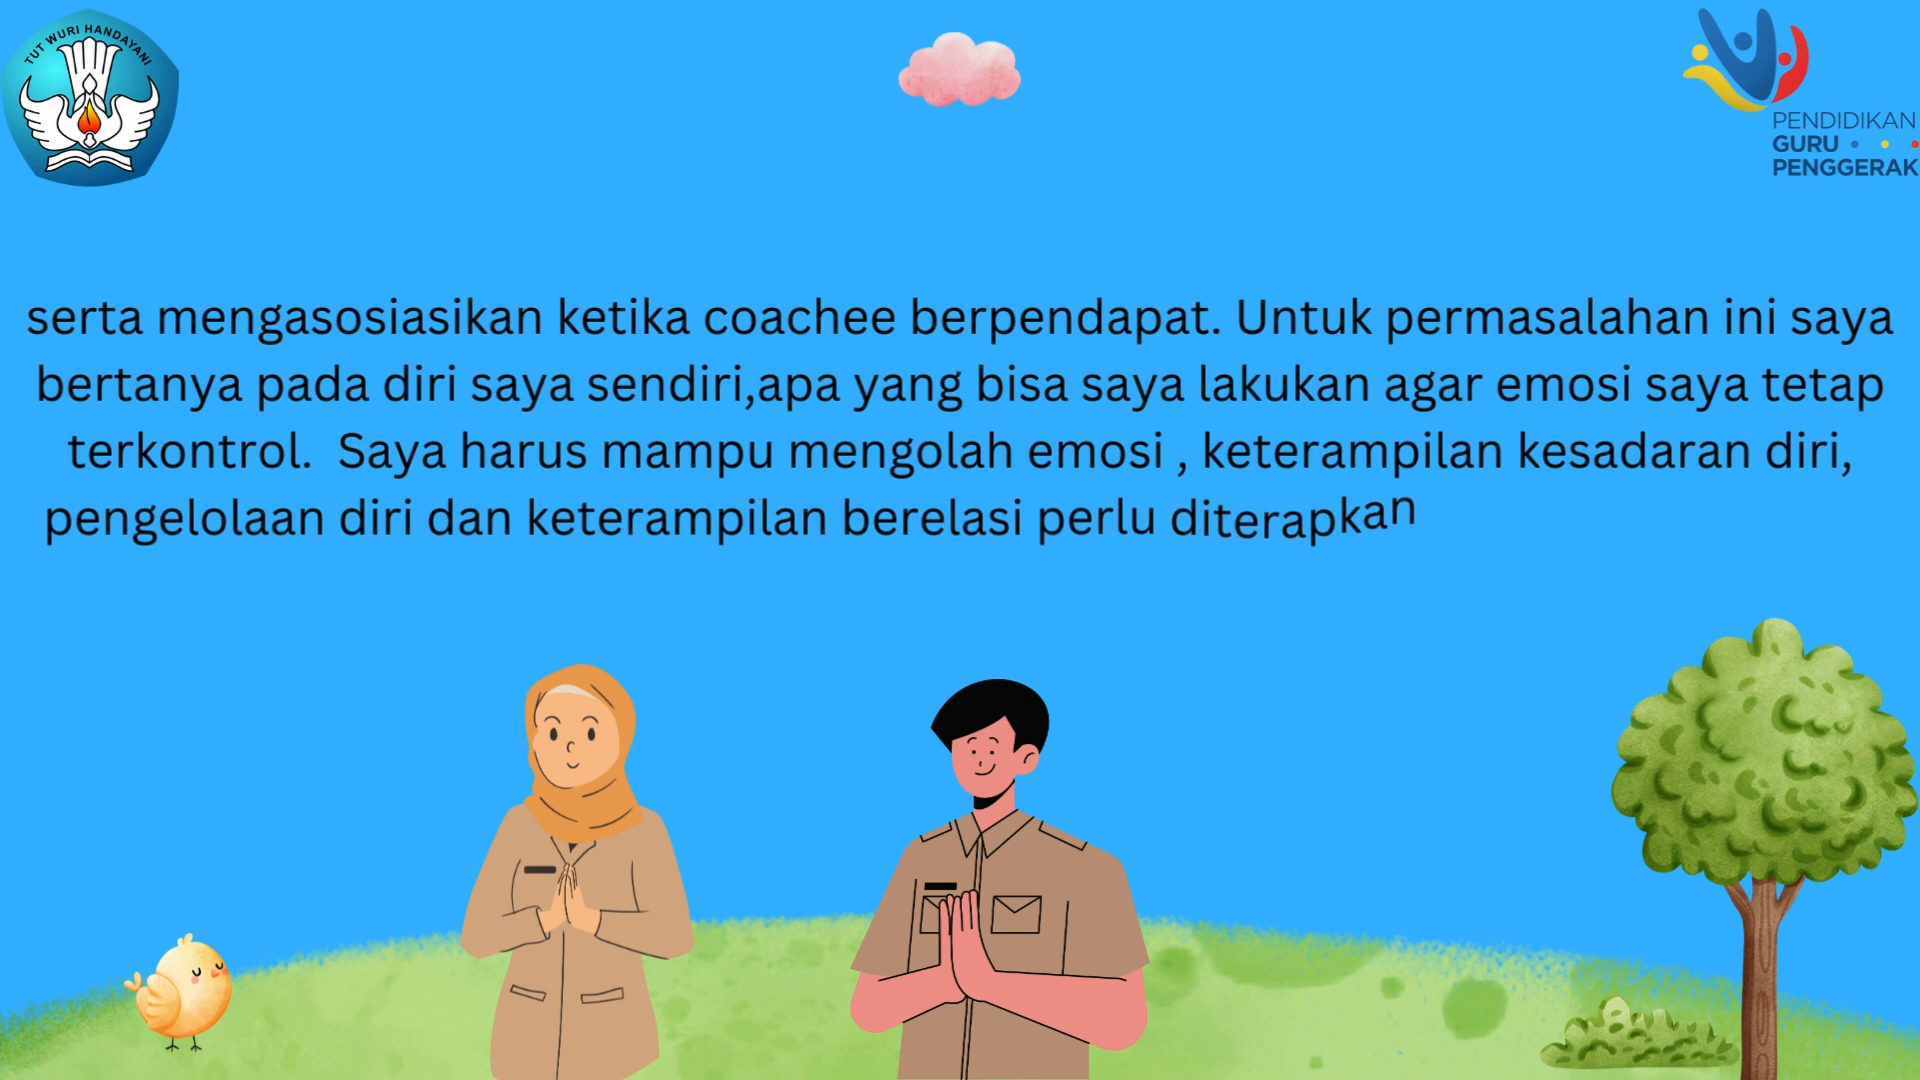 TUT WURI HANDAYANI
PENDIDIKAN
GURU
PENGGERAK
serta mengasosiasikan ketika coachee berpendapat. Untuk permasalahan ini saya
bertanya pada diri saya sendiri,apa yang bisa saya lakukan agar emosi saya tetap
terkontrol.  Saya harus mampu mengolah emosi , keterampilan kesadaran diri,
pengelolaan diri dan keterampilan berelasi perlu diterapkan